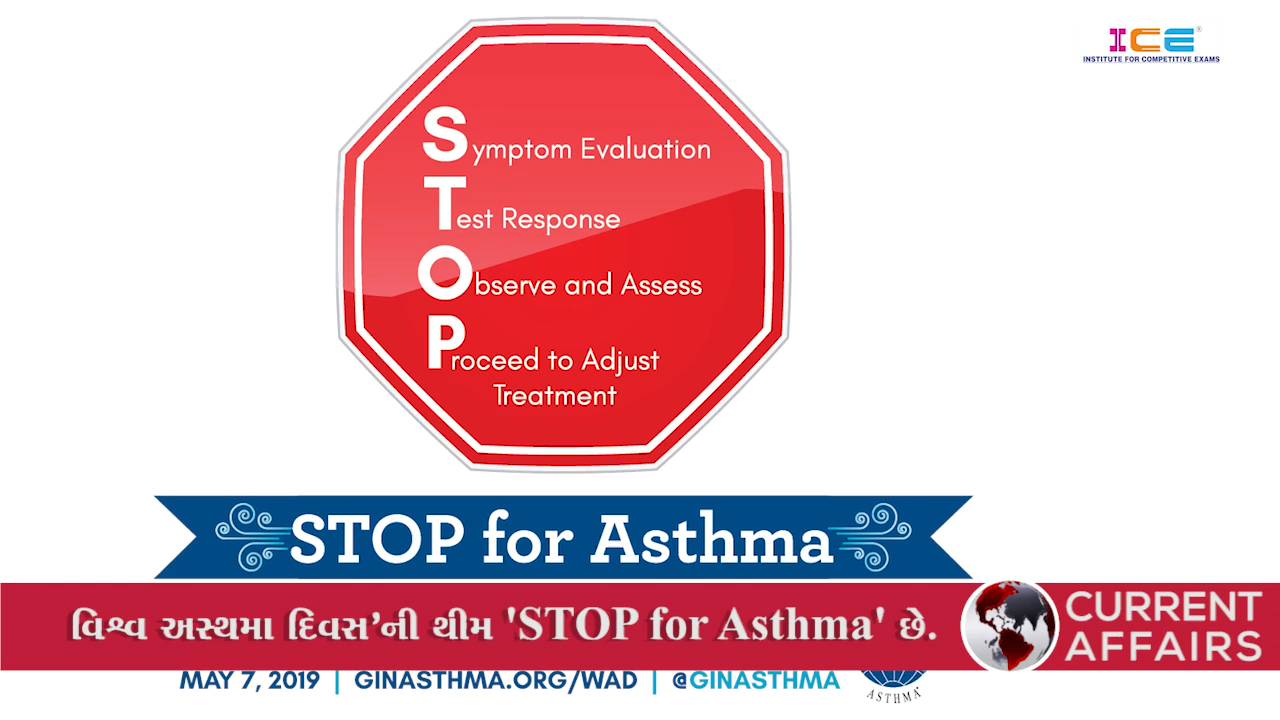 ICE®
INSTITUTE FOR COMPETITIVE EXAMS
Symptom Evaluation
Test Response
Observe and Assess
Proceed to Adjust
Treatment
STOP for Asthma
વિશ્વ અસ્થમા દિવસ’ની થીમ 'STOP for Asthma' છે.
CURRENT
AFFAIRS
MAY 7, 2019 | GINASTHMA.ORG/WAD | @GINASTHMA
ASTHMA